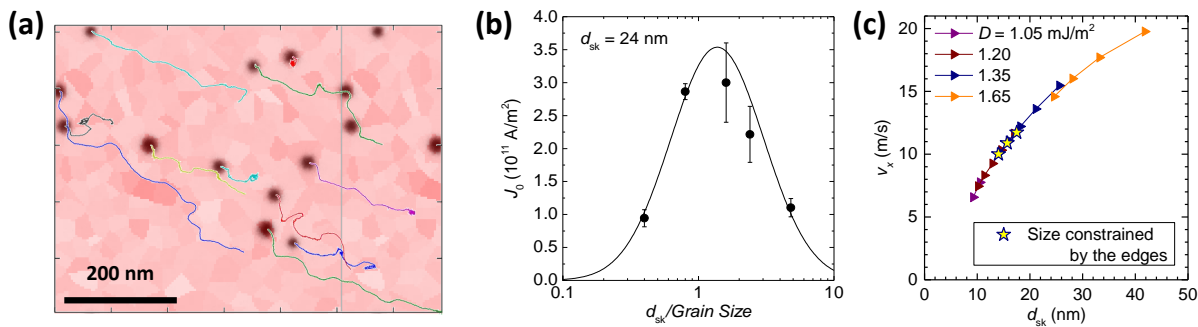 (a)
200 nm
(b)
d_sk = 24 nm
4.0
3.5
3.0
2.5
2.0
1.5
1.0
0.5
0.0
J_0 (10^11 A/m^2)
0.1
1
10
d_sk/Grain Size
(c)
D = 1.05 mJ/m^2
1.20
1.35
1.65
20
15
10
5
0
v_x (m/s)
Size constrained
by the edges
0
10
20
30
40
50
d_sk (nm)